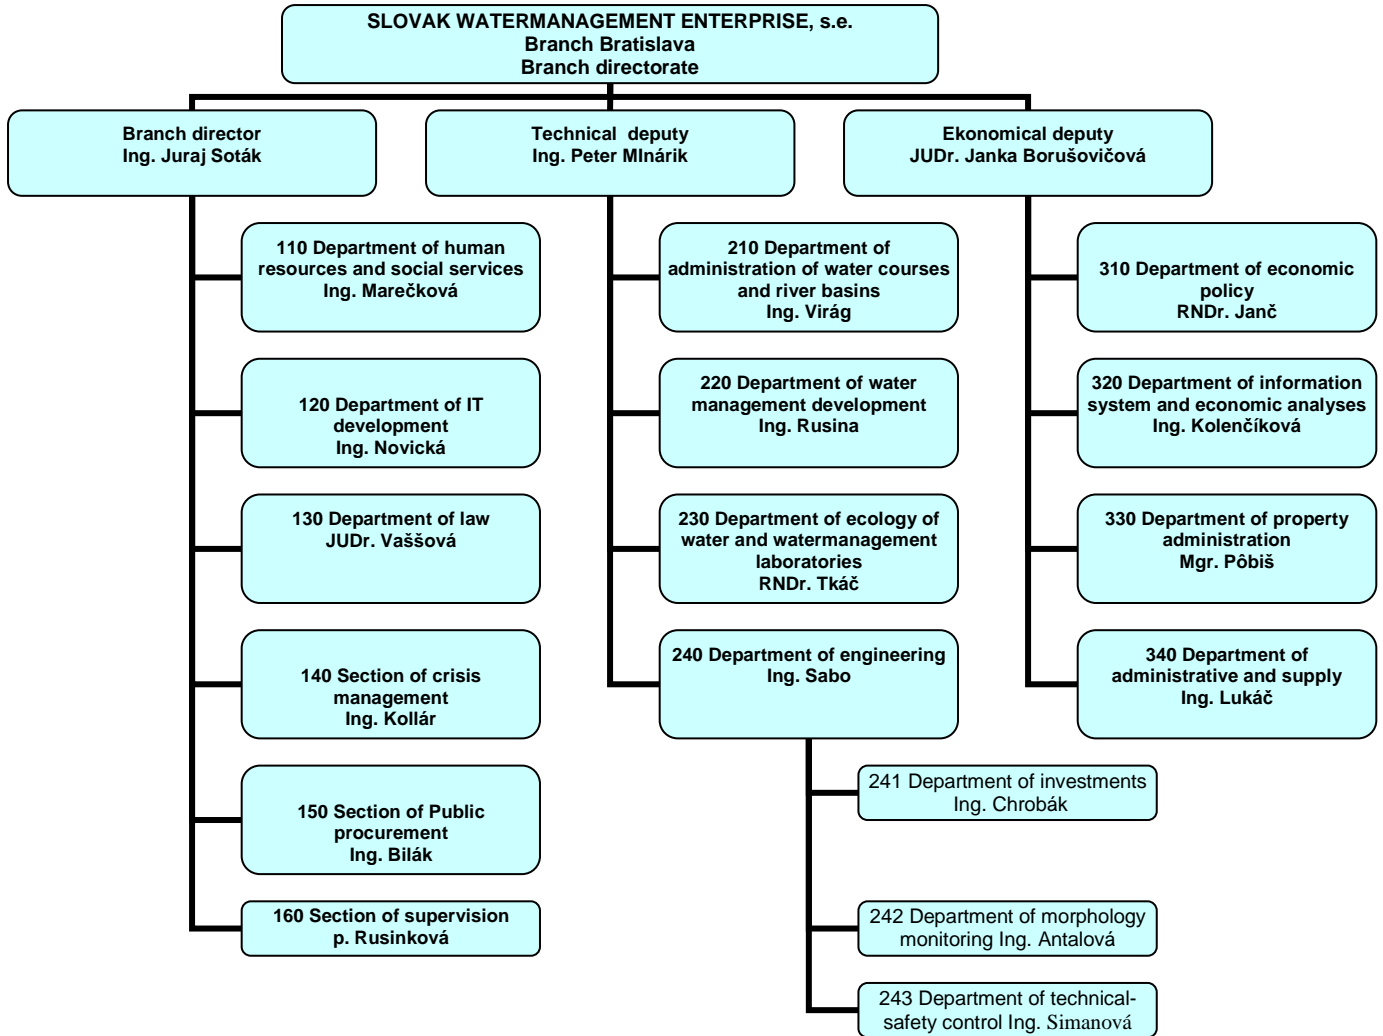 SLOVAK WATERMANAGEMENT ENTERPRISE, s.e.
Branch Bratislava
Branch directorate
Branch director
Ing. Juraj Soták
Technical deputy
Ing. Peter Mlnárik
Ekonomical deputy
JUDr. Janka Borušovičová
110 Department of human
resources and social services
Ing. Marečková
120 Department of IT
development
Ing. Novická
130 Department of law
JUDr. Vaššová
140 Section of crisis
management
Ing. Kollár
150 Section of Public
procurement
Ing. Bilák
160 Section of supervision
p. Rusinková
210 Department of
administration of water courses
and river basins
Ing. Virág
220 Department of water
management development
Ing. Rusina
230 Department of ecology of
water and watermanagement
laboratories
RNDr. Tkáč
240 Department of engineering
Ing. Sabo
241 Department of investments
Ing. Chrobák
242 Department of morphology
monitoring Ing. Antalová
243 Department of technical-
safety control Ing. Simanová
310 Department of economic
policy
RNDr. Janč
320 Department of information
system and economic analyses
Ing. Kolenčíková
330 Department of property
administration
Mgr. Pôbiš
340 Department of
administrative and supply
Ing. Lukáč